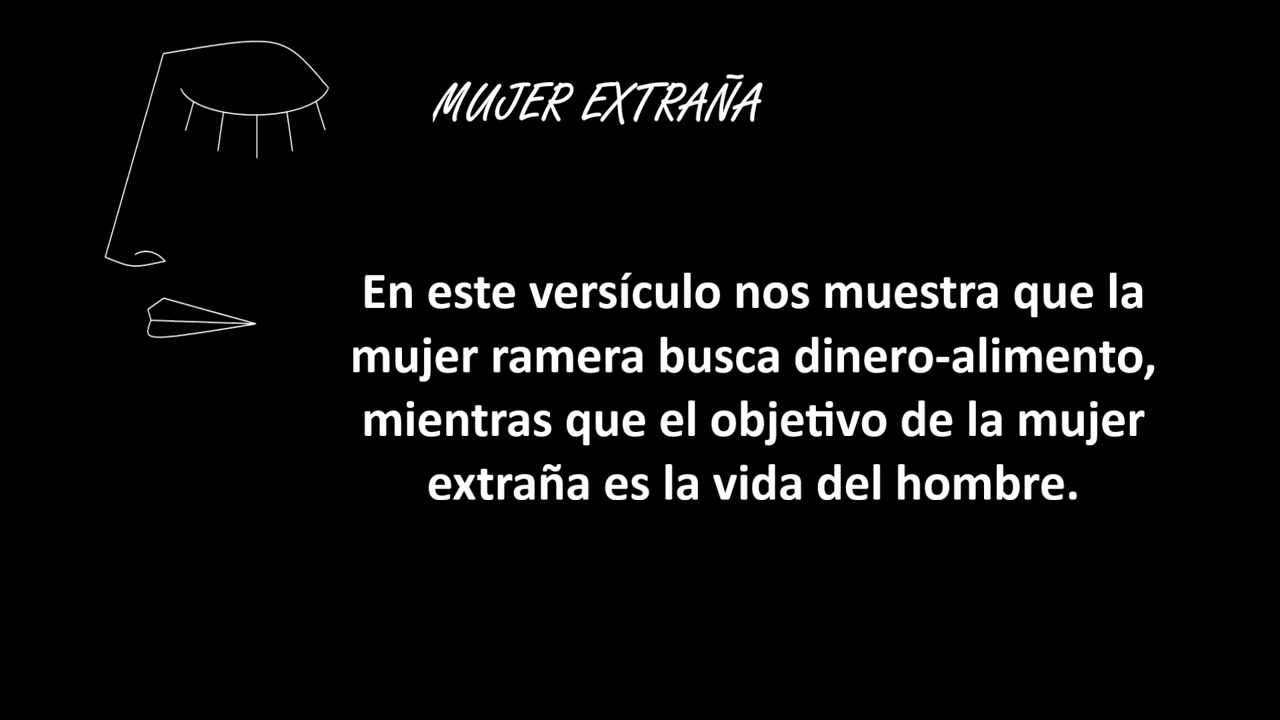 MUJER EXTRAÑA
En este versículo nos muestra que la
mujer ramera busca dinero-alimento,
mientras que el objetivo de la mujer
extraña es la vida del hombre.